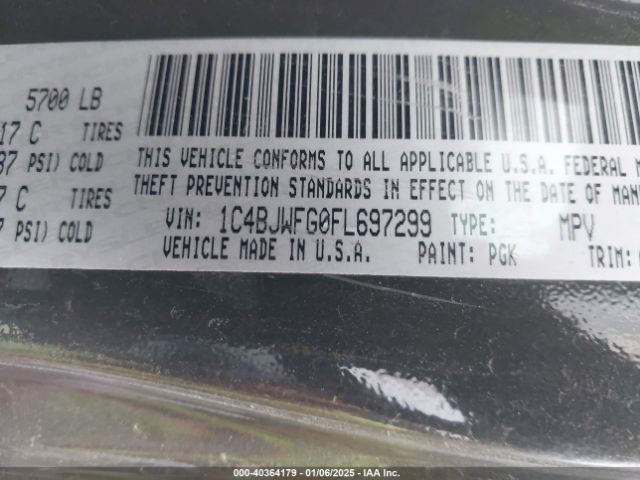 5700 LB
17 C TIRES
37 PSI) COLD
7 C TIRES
PSI) COLD
THIS VEHICLE CONFORMS TO ALL APPLICABLE U.S.A. FEDERAL M
THEFT PREVENTION STANDARDS IN EFFECT ON THE DATE OF MAN
VIN: 1C4BJWFG0FL697299 TYPE: MPV
VEHICLE MADE IN U.S.A. PAINT: PGK TRIM:
000-40364179 - 01/06/2025 - IAA Inc.